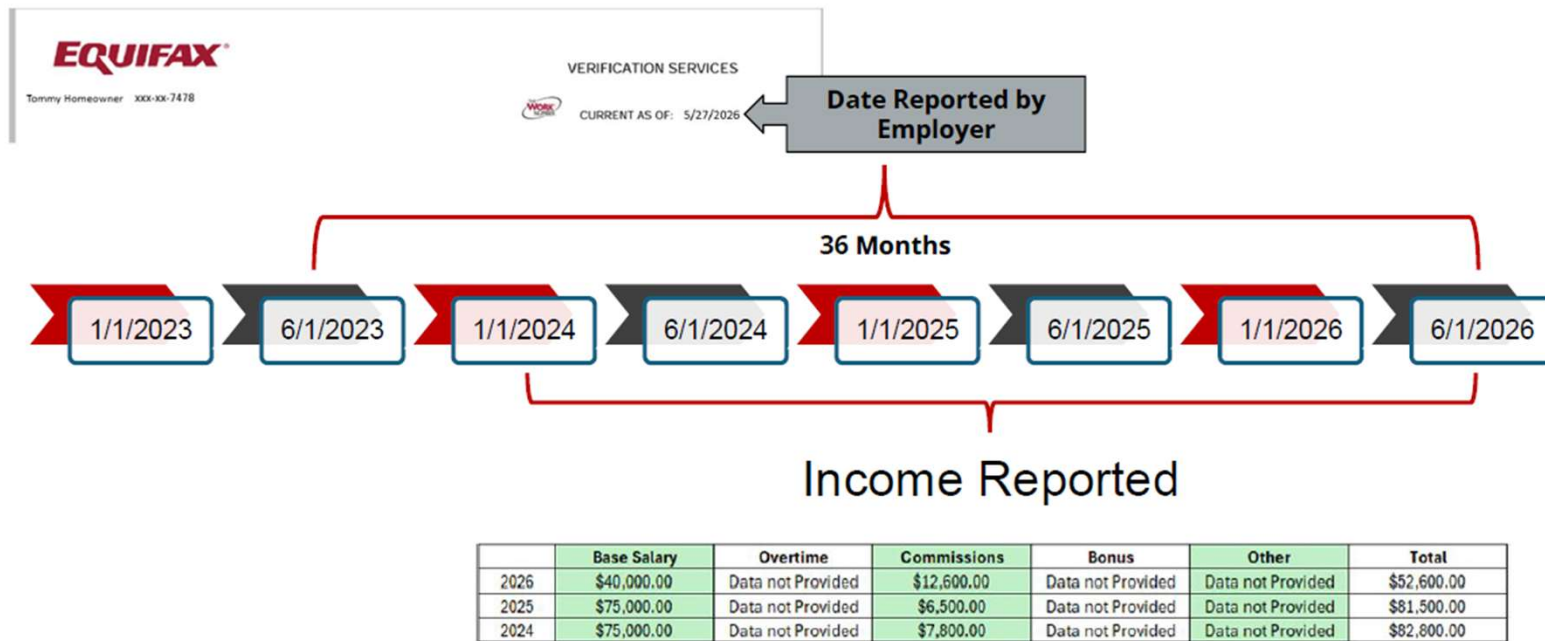 EQUIFAX®
VERIFICATION SERVICES
Tommy Homeowner xxx-xx-7478
THE WORK NUMBER
CURRENT AS OF: 5/27/2026
Date Reported by
Employer
36 Months
1/1/2023 6/1/2023 1/1/2024 6/1/2024 1/1/2025 6/1/2025 1/1/2026 6/1/2026
Income Reported
Base Salary Overtime Commissions Bonus Other Total
2026 $40,000.00 Data not Provided $12,600.00 Data not Provided Data not Provided $52,600.00
2025 $75,000.00 Data not Provided $6,500.00 Data not Provided Data not Provided $81,500.00
2024 $75,000.00 Data not Provided $7,800.00 Data not Provided Data not Provided $82,800.00